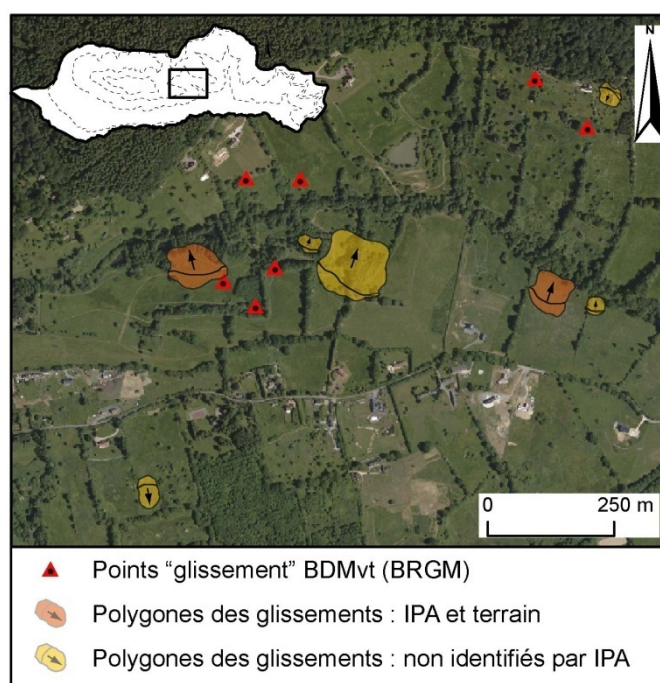 N
0
250 m
Points “glissement” BDMvt (BRGM)
Polygones des glissements : IPA et terrain
Polygones des glissements : non identifiés par IPA